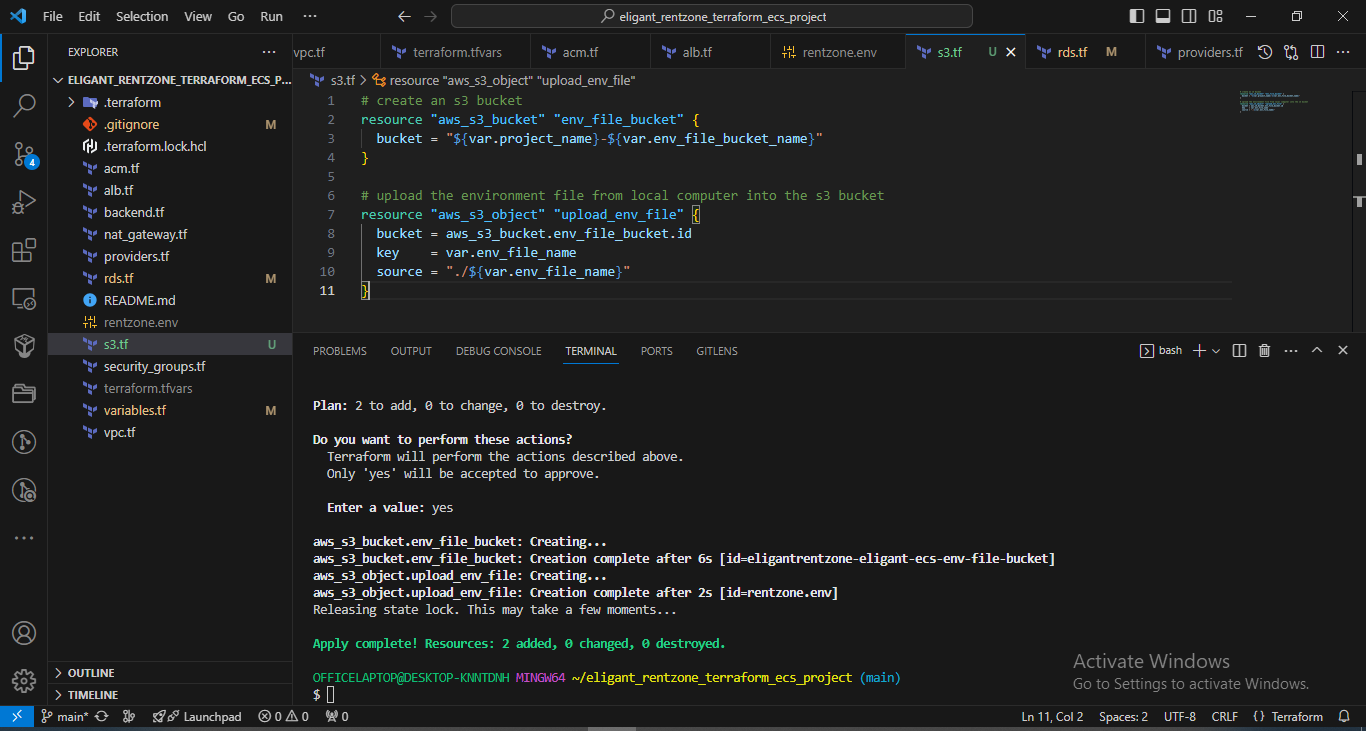 File Edit Selection View Go Run ··· eligant_rentzone_terraform_ecs_project
EXPLORER ···
vpc.tf terraform.tfvars acm.tf alb.tf rentzone.env s3.tf U rds.tf M providers.tf ···
ELIGANT_RENTZONE_TERRAFORM_ECS_P...
.terraform
.gitignore M
.terraform.lock.hcl
acm.tf
alb.tf
backend.tf
nat_gateway.tf
providers.tf
rds.tf M
README.md
rentzone.env
s3.tf U
security_groups.tf
terraform.tfvars
variables.tf M
vpc.tf
OUTLINE
TIMELINE
4
s3.tf > resource "aws_s3_object" "upload_env_file"
1 # create an s3 bucket
2 resource "aws_s3_bucket" "env_file_bucket" {
3 bucket = "${var.project_name}-${var.env_file_bucket_name}"
4 }
5
6 # upload the environment file from local computer into the s3 bucket
7 resource "aws_s3_object" "upload_env_file" {
8 bucket = aws_s3_bucket.env_file_bucket.id
9 key    = var.env_file_name
10 source = "./${var.env_file_name}"
11 }
PROBLEMS OUTPUT DEBUG CONSOLE TERMINAL PORTS GITLENS bash ···
Plan: 2 to add, 0 to change, 0 to destroy.
Do you want to perform these actions?
Terraform will perform the actions described above.
Only 'yes' will be accepted to approve.
Enter a value: yes
aws_s3_bucket.env_file_bucket: Creating...
aws_s3_bucket.env_file_bucket: Creation complete after 6s [id=eligantrentzone-eligant-ecs-env-file-bucket]
aws_s3_object.upload_env_file: Creating...
aws_s3_object.upload_env_file: Creation complete after 2s [id=rentzone.env]
Releasing state lock. This may take a few moments...
Apply complete! Resources: 2 added, 0 changed, 0 destroyed.
OFFICELAPTOP@DESKTOP-KNNTDNH MINGW64 ~/eligant_rentzone_terraform_ecs_project (main)
$
Activate Windows
Go to Settings to activate Windows.
main* Launchpad 0 0 0 Ln 11, Col 2 Spaces: 2 UTF-8 CRLF {} Terraform